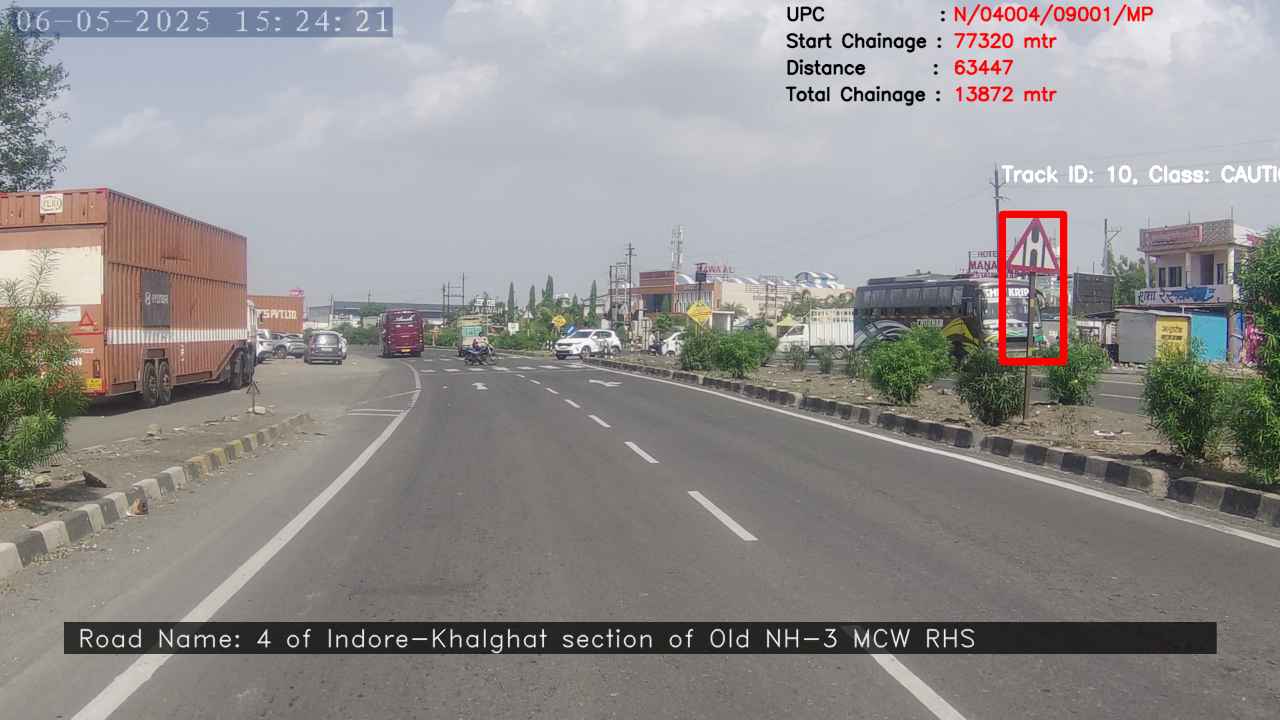 06-05-2025 15:24:21
UPC : N/04004/09001/MP
Start Chainage : 77320 mtr
Distance : 63447
Total Chainage : 13872 mtr
Track ID: 10, Class: CAUTI
HOTEL
MANA
Road Name: 4 of Indore-Khalghat section of Old NH-3 MCW RHS